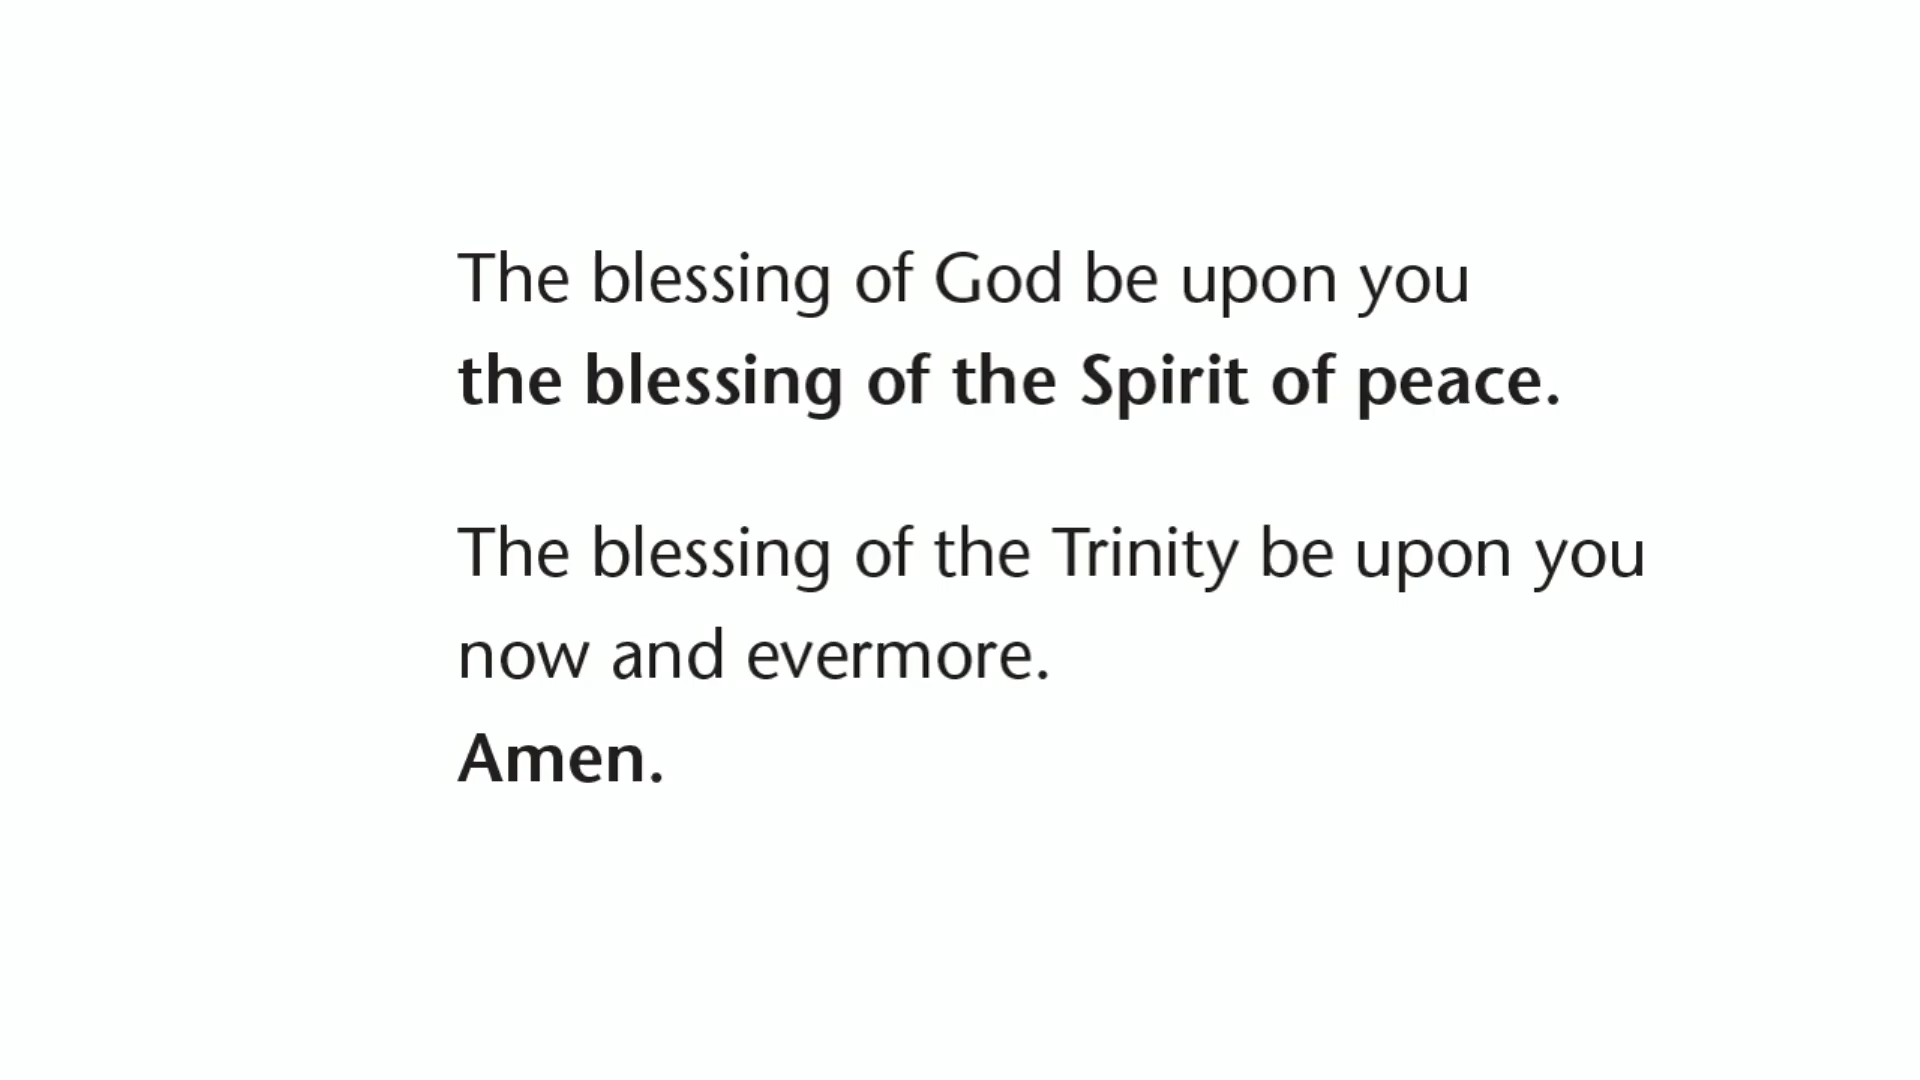 The blessing of God be upon you
the blessing of the Spirit of peace.
The blessing of the Trinity be upon you
now and evermore.
Amen.